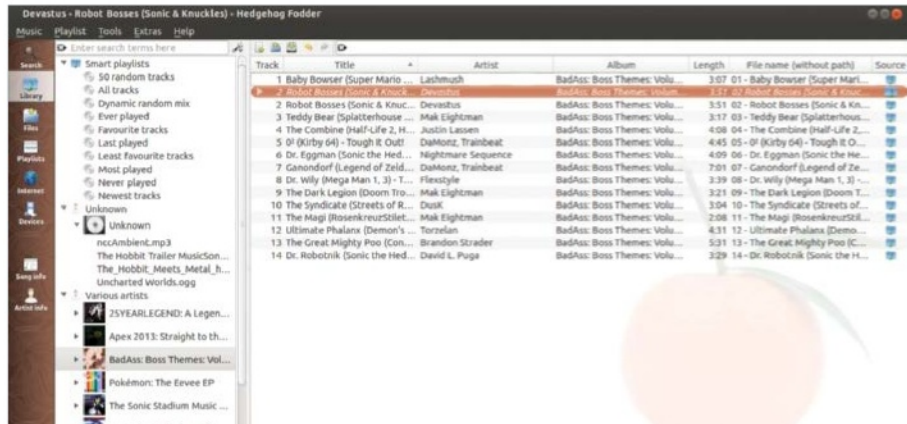 Devastus - Robot Bosses (Sonic & Knuckles) - Hedgehog Fodder
Music Playlist Tools Extras Help
Enter search terms here
Search
Library
Files
Playlists
Internet
Devices
Song info
Artist info
Smart playlists
50 random tracks
All tracks
Dynamic random mix
Ever played
Favourite tracks
Last played
Least favourite tracks
Most played
Never played
Newest tracks
Unknown
Unknown
nccAmbient.mp3
The Hobbit Trailer MusicSon...
The_Hobbit_Meets_Metal_h...
Uncharted Worlds.ogg
Various artists
25YEARLEGEND: A Legen...
Apex 2013: Straight to th...
BadAss: Boss Themes: Vol...
Pokémon: The Eevee EP
The Sonic Stadium Music ...
Track Title Artist Album Length File name (without path) Source
1 Baby Bowser (Super Mario ... Lashmush BadAss: Boss Themes: Volu... 3:07 01 - Baby Bowser (Super Mari...
2 Robot Bosses (Sonic & Knuck... Devastus BadAss: Boss Themes: Volum... 3:51 02 Robot Bosses (Sonic & Knuc...
2 Robot Bosses (Sonic & Knuc... Devastus BadAss: Boss Themes: Volu... 3:51 02 - Robot Bosses (Sonic & Kn...
3 Teddy Bear (Splatterhouse ... Mak Eightman BadAss: Boss Themes: Volu... 3:17 03 - Teddy Bear (Splatterhous...
4 The Combine (Half-Life 2, H... Justin Lassen BadAss: Boss Themes: Volu... 4:08 04 - The Combine (Half-Life 2,...
5 0² (Kirby 64) - Tough It Out! DaMonz, Trainbeat BadAss: Boss Themes: Volu... 4:45 05 - 0² (Kirby 64) - Tough It O...
6 Dr. Eggman (Sonic the Hed... Nightmare Sequence BadAss: Boss Themes: Volu... 4:09 06 - Dr. Eggman (Sonic the He...
7 Ganondorf (Legend of Zeld... DaMonz, Trainbeat BadAss: Boss Themes: Volu... 7:01 07 - Ganondorf (Legend of Ze...
8 Dr. Wily (Mega Man 1, 3) - T... Flexstyle BadAss: Boss Themes: Volu... 3:39 08 - Dr. Wily (Mega Man 1, 3) -...
9 The Dark Legion (Doom Tro... Mak Eightman BadAss: Boss Themes: Volu... 3:21 09 - The Dark Legion (Doom T...
10 The Syndicate (Streets of R... DusK BadAss: Boss Themes: Volu... 3:04 10 - The Syndicate (Streets of...
11 The Magi (RosenkreuzStilet... Mak Eightman BadAss: Boss Themes: Volu... 2:08 11 - The Magi (RosenkreuzStil...
12 Ultimate Phalanx (Demon's ... Torzelan BadAss: Boss Themes: Volu... 4:31 12 - Ultimate Phalanx (Demo...
13 The Great Mighty Poo (Con... Brandon Strader BadAss: Boss Themes: Volu... 5:31 13 - The Great Mighty Poo (C...
14 Dr. Robotnik (Sonic the Hed... David L. Puga BadAss: Boss Themes: Volu... 3:29 14 - Dr. Robotnik (Sonic the H...